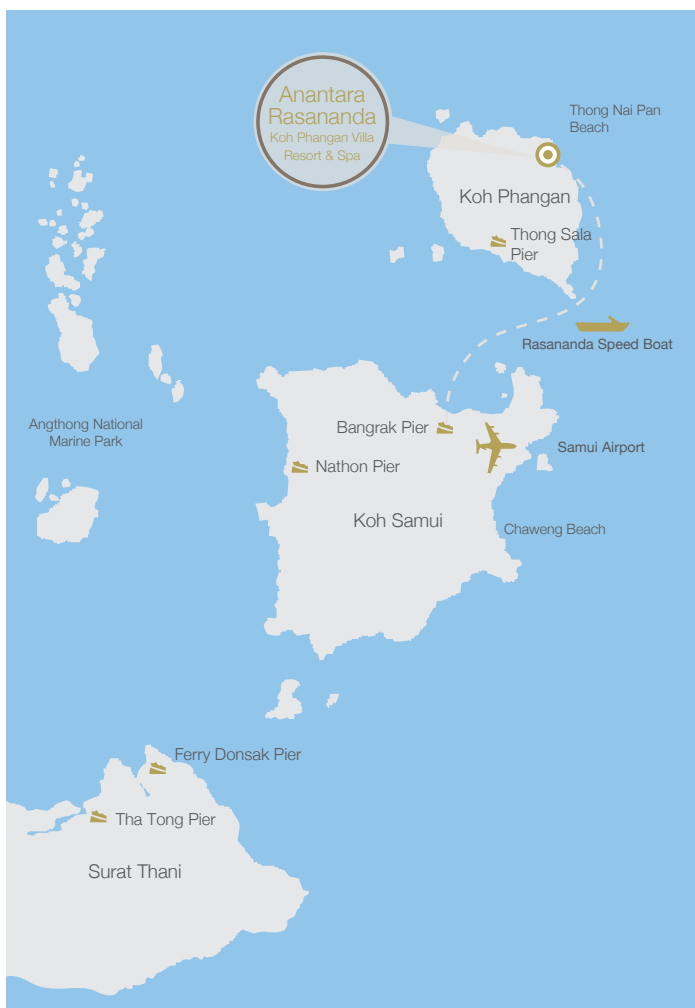 Anantara
Rasananda
Koh Phangan Villa
Resort & Spa
Thong Nai Pan
Beach
Koh Phangan
Thong Sala
Pier
Rasananda Speed Boat
Angthong National
Marine Park
Bangrak Pier
Samui Airport
Nathon Pier
Koh Samui
Chaweng Beach
Ferry Donsak Pier
Tha Tong Pier
Surat Thani